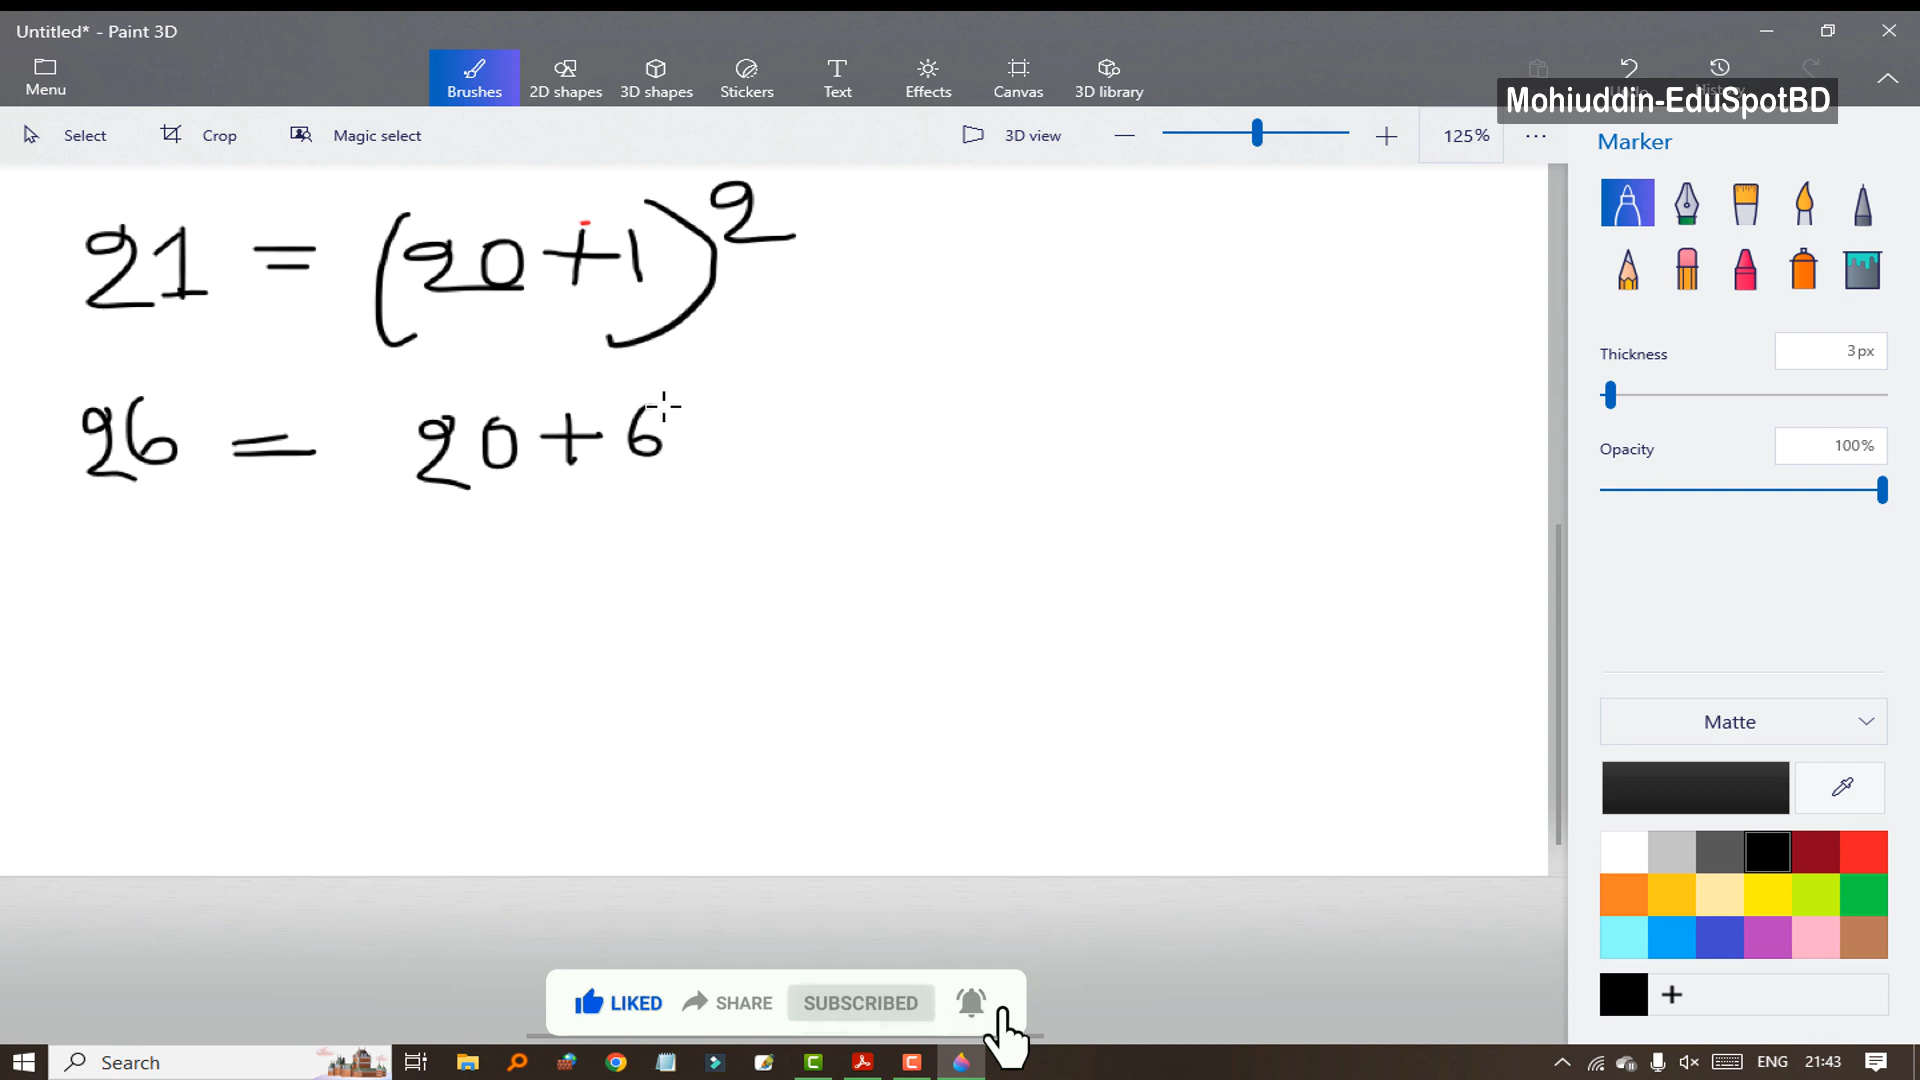 Untitled* - Paint 3D
Menu
Brushes
2D shapes
3D shapes
Stickers
Text
Effects
Canvas
3D library
Undo
History
Mohiuddin-EduSpotBD
Select
Crop
Magic select
3D view
125%
Marker
21 = (20+1)²
26 = 20+6
Thickness
3px
Opacity
100%
Matte
LIKED
SHARE
SUBSCRIBED
Search
ENG
21:43